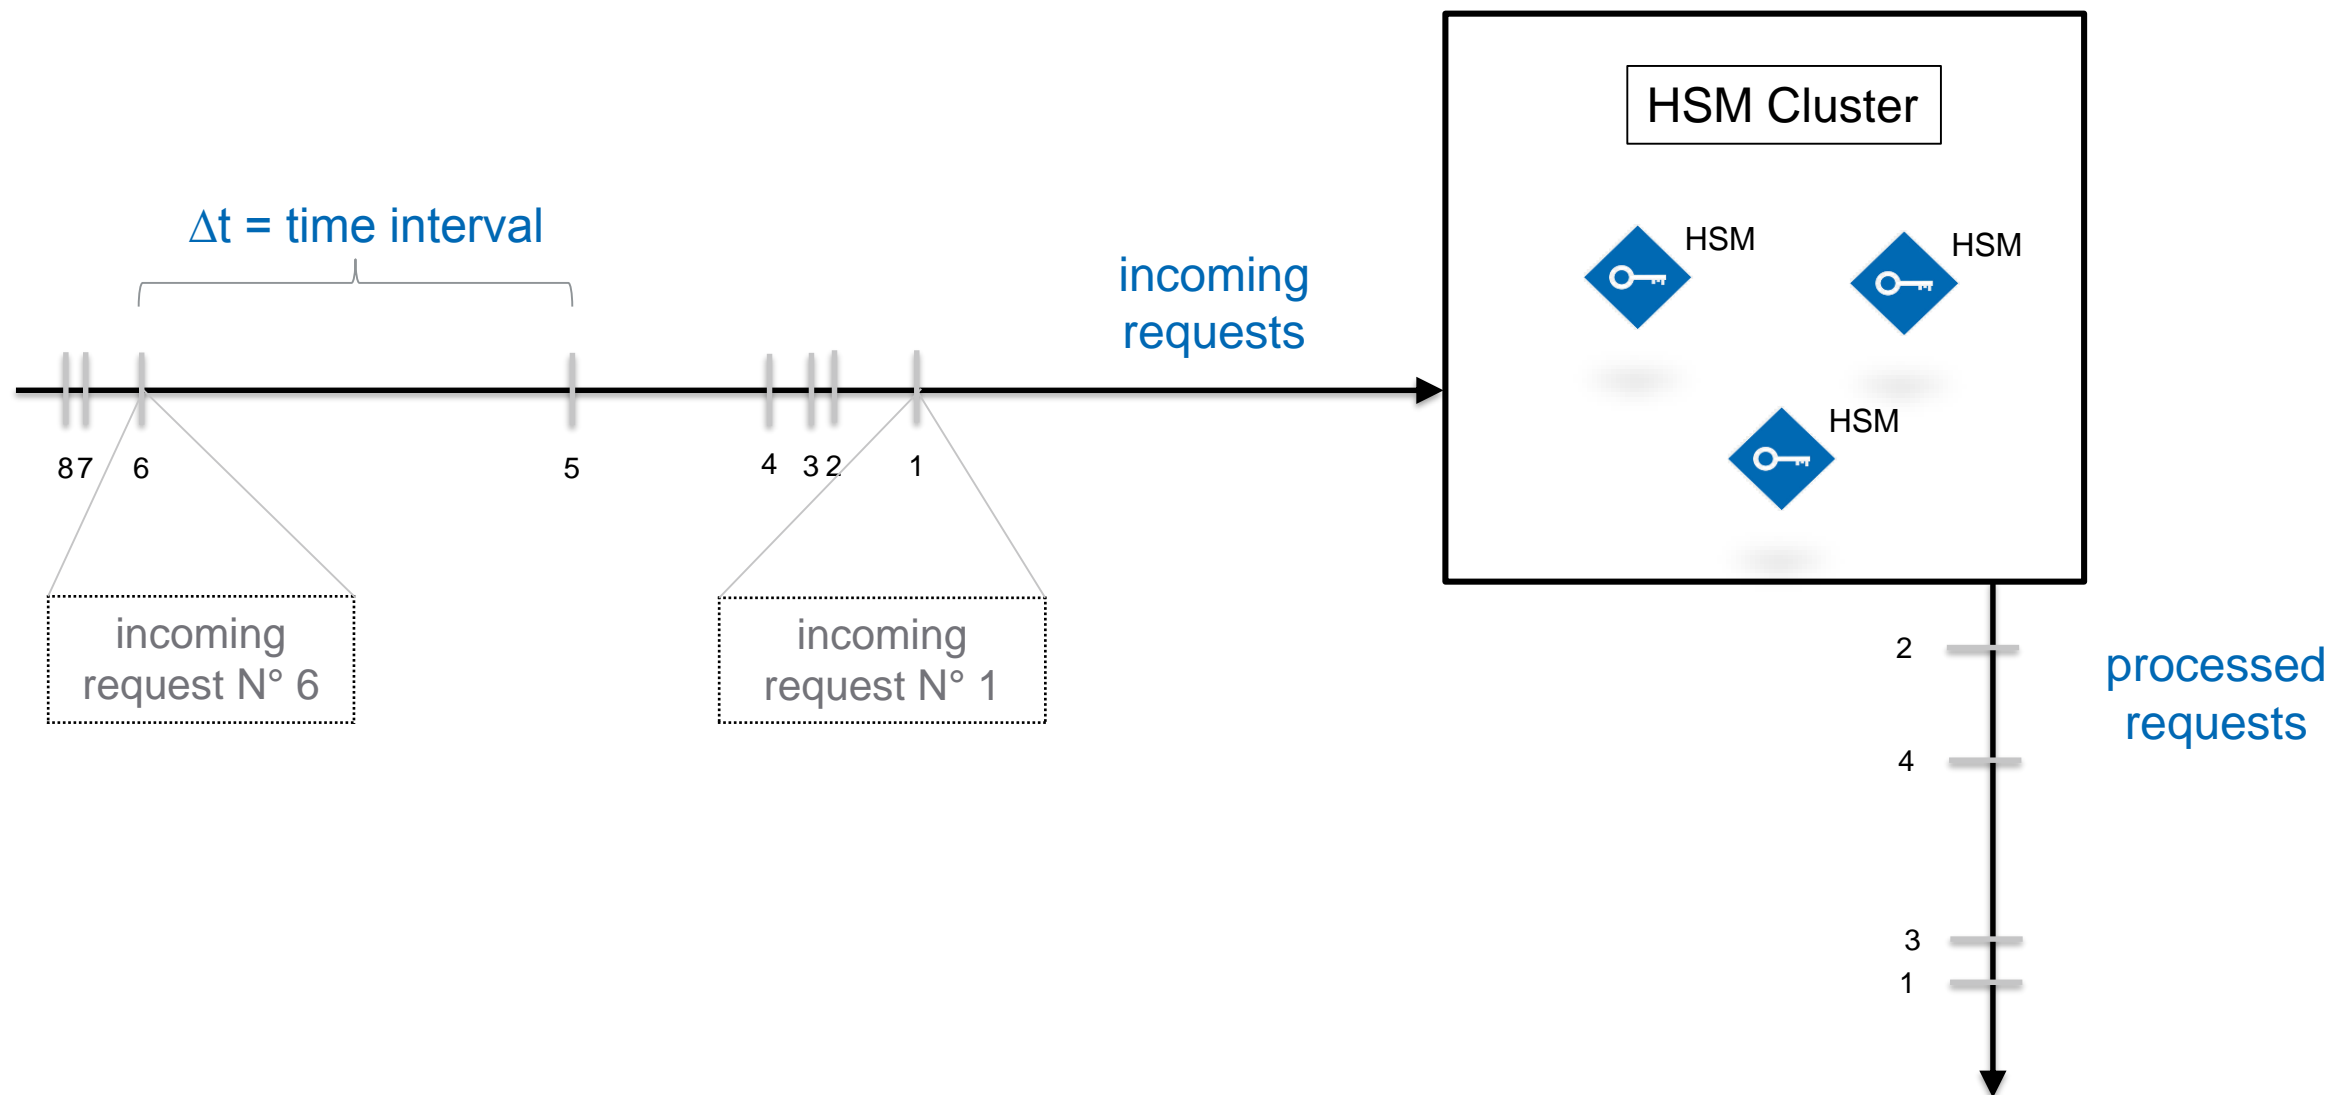 HSM Cluster
Δt = time interval
HSM
HSM
incoming
requests
HSM
8 7 6 5 4 3 2 1
incoming
request N° 6
incoming
request N° 1
2
processed
requests
4
3
1